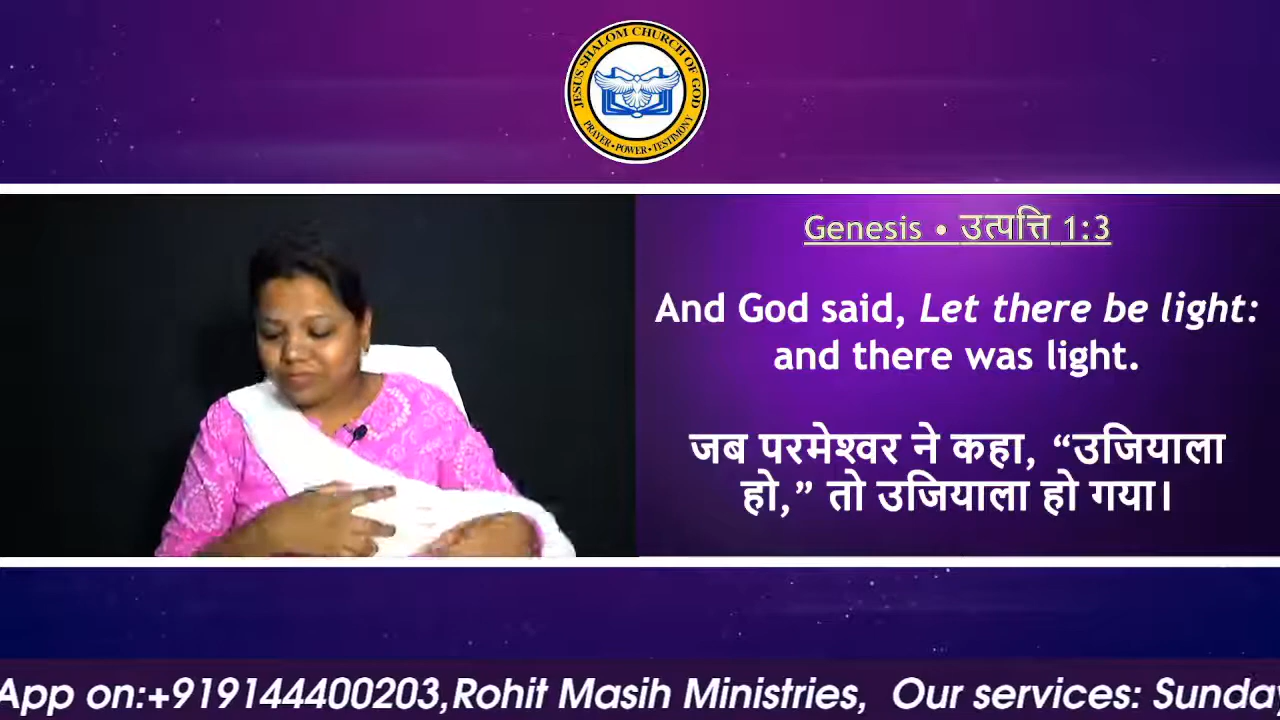 JESUS SHALOM CHURCH OF GOD
PRAYER • POWER • TESTIMONY
Genesis • उत्पत्ति 1:3
And God said, Let there be light:
and there was light.
जब परमेश्वर ने कहा, “उजियाला
हो,” तो उजियाला हो गया।
App on:+919144400203,Rohit Masih Ministries, Our services: Sunday